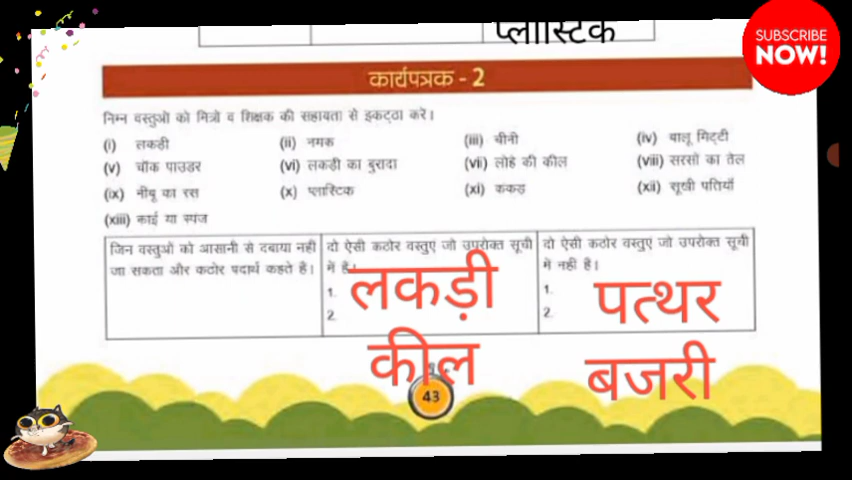 प्लास्टिक
SUBSCRIBE
NOW!
कार्यपत्रक - 2
निम्न वस्तुओं को मित्रों व शिक्षक की सहायता से इकट्ठा करें।
(i) लकड़ी (ii) नमक (iii) चीनी (iv) बालू मिट्टी
(v) चॉक पाउडर (vi) लकड़ी का बुरादा (vii) लोहे की कील (viii) सरसों का तेल
(ix) नींबू का रस (x) प्लास्टिक (xi) कंकड़ (xii) सूखी पतियाँ
(xiii) काई या स्पंज
जिन वस्तुओं को आसानी से दबाया नहीं दो ऐसी कठोर वस्तुएं जो उपरोक्त सूची दो ऐसी कठोर वस्तुए जो उपरोक्त सूची
जा सकता और कठोर पदार्थ कहते हैं। में हैं। में नहीं है।
1. लकड़ी 1. पत्थर
2. 2.
कील बजरी
43